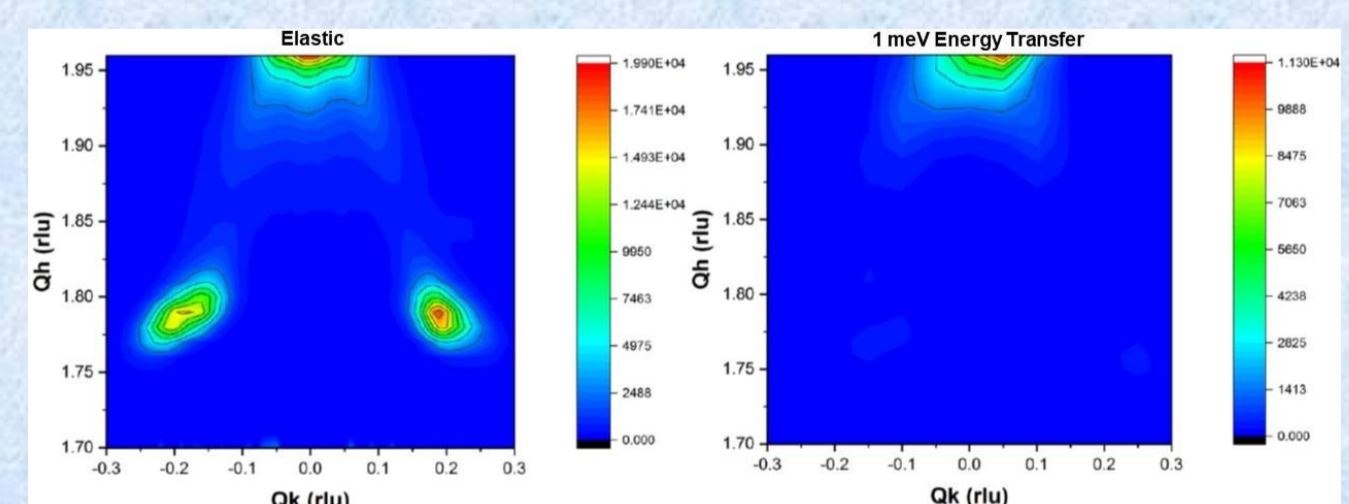 Elastic
1 meV Energy Transfer
Qh (rlu)
1.95
1.90
1.85
1.80
1.75
1.70
-0.3 -0.2 -0.1 0.0 0.1 0.2 0.3
Qk (rlu)
1.990E+04
1.741E+04
1.493E+04
1.244E+04
9950
7463
4975
2488
0.000
Qh (rlu)
1.95
1.90
1.85
1.80
1.75
1.70
-0.3 -0.2 -0.1 0.0 0.1 0.2 0.3
Qk (rlu)
1.130E+04
9888
8475
7063
5650
4238
2825
1413
0.000